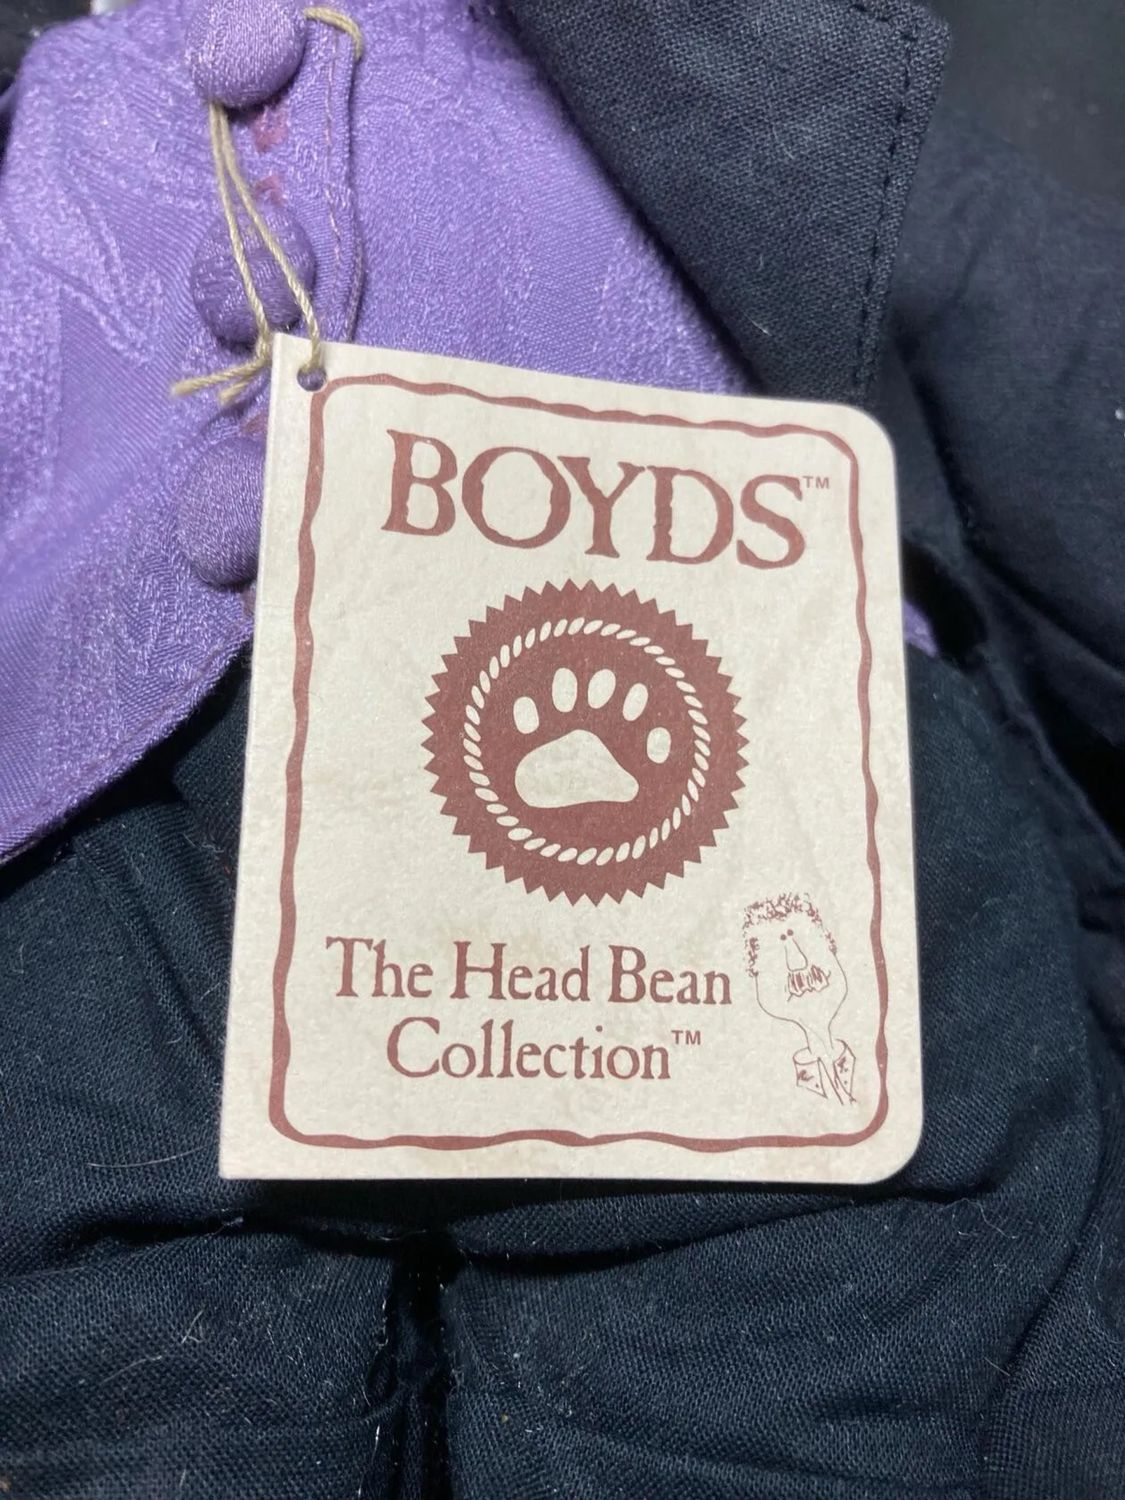 BOYDS™
The Head Bean
Collection™